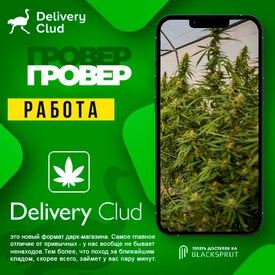 Delivery
Clud
ГРОВЕР
ГРОВЕР
РАБОТА
Delivery Clud
это новый формат дарк-магазина. Самое главное
отличие от привычных - у нас вообще не бывает
ненаходов.Тем более, что поход за ближайшим
кладом, скорее всего, займет у вас пару минут.
ТЕПЕРЬ ДОСТУПЕН НА
BLACKSPRUT